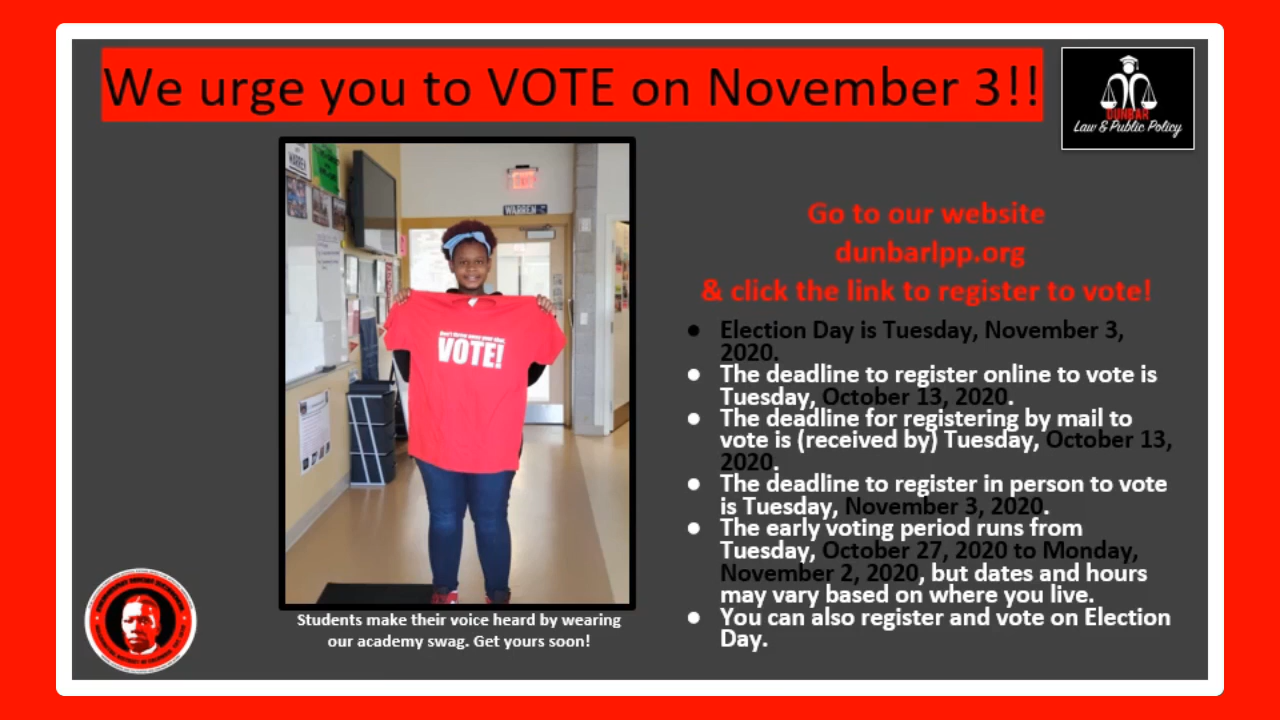 We urge you to VOTE on November 3!!
DUNBAR
Law & Public Policy
WARREN
WARREN
VOTE!
Students make their voice heard by wearing
our academy swag. Get yours soon!
Go to our website
dunbarlpp.org
& click the link to register to vote!
● Election Day is Tuesday, November 3,
2020.
● The deadline to register online to vote is
Tuesday, October 13, 2020.
● The deadline for registering by mail to
vote is (received by) Tuesday, October 13,
2020.
● The deadline to register in person to vote
is Tuesday, November 3, 2020.
● The early voting period runs from
Tuesday, October 27, 2020 to Monday,
November 2, 2020, but dates and hours
may vary based on where you live.
● You can also register and vote on Election
Day.